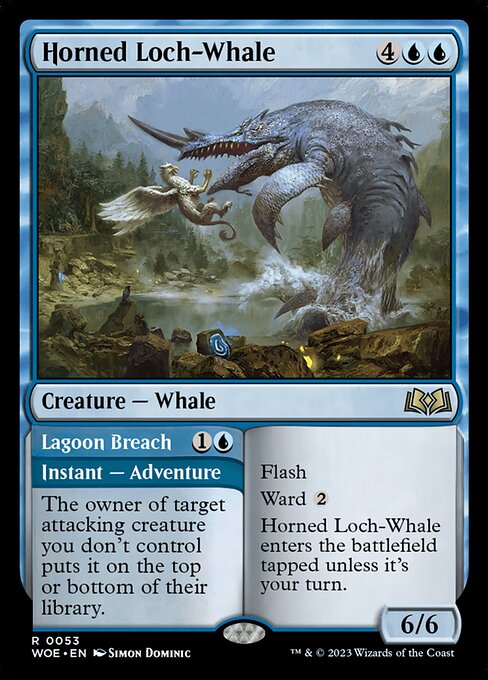 Horned Loch-Whale 4
Creature — Whale
Lagoon Breach 1
Instant — Adventure
The owner of target
attacking creature
you don't control
puts it on the top
or bottom of their
library.
Flash
Ward 2
Horned Loch-Whale
enters the battlefield
tapped unless it's
your turn.
6/6
R 0053
WOE • EN Simon Dominic
™ & © 2023 Wizards of the Coast